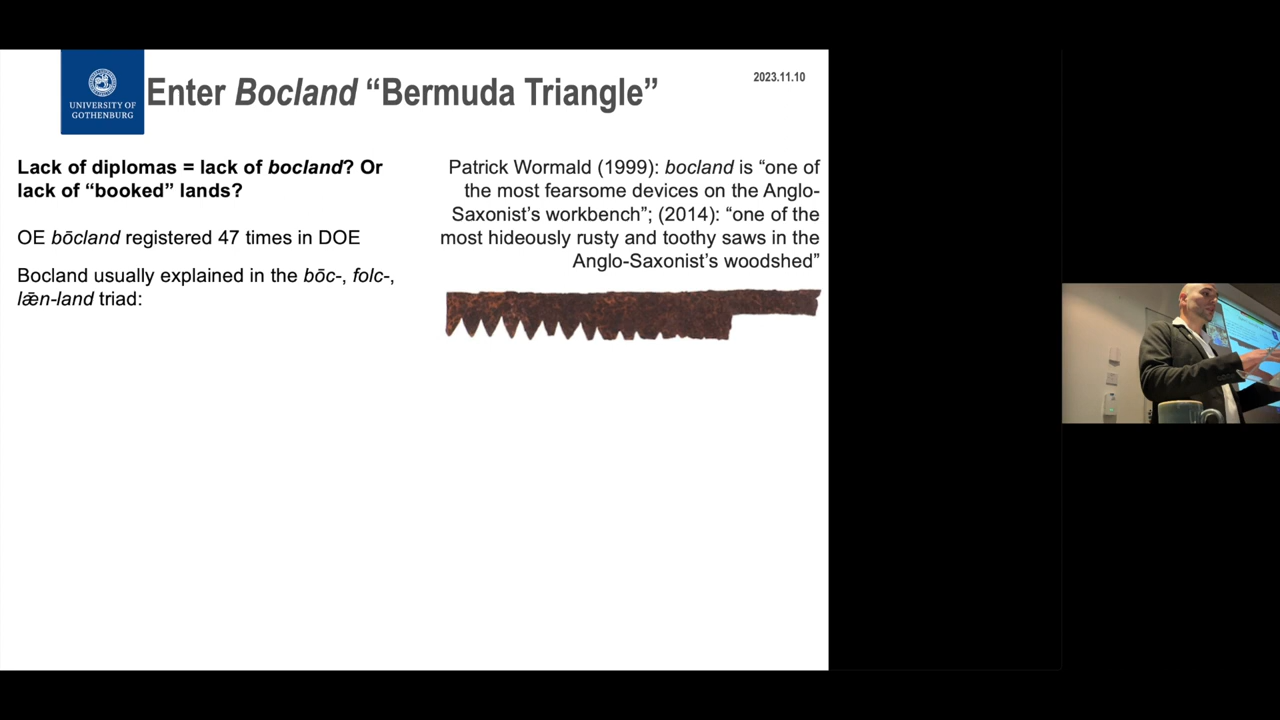 UNIVERSITY OF
GOTHENBURG
Enter Bocland “Bermuda Triangle”
2023.11.10
Lack of diplomas = lack of bocland? Or
lack of “booked” lands?
OE bōcland registered 47 times in DOE
Bocland usually explained in the bōc-, folc-,
lǣn-land triad:
Patrick Wormald (1999): bocland is “one of
the most fearsome devices on the Anglo-
Saxonist’s workbench”; (2014): “one of the
most hideously rusty and toothy saws in the
Anglo-Saxonist’s woodshed”